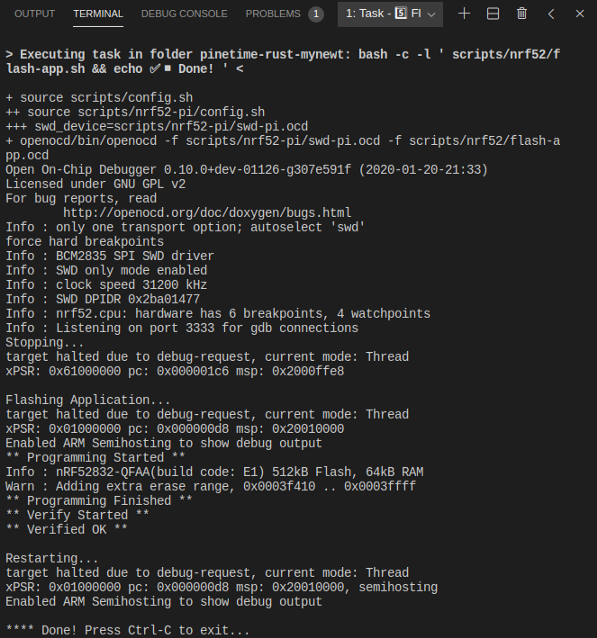 OUTPUT TERMINAL DEBUG CONSOLE PROBLEMS 1 1: Task - 5️⃣ Fl
> Executing task in folder pinetime-rust-mynewt: bash -c -l ' scripts/nrf52/f
lash-app.sh && echo ✅◾ Done! ' <
+ source scripts/config.sh
++ source scripts/nrf52-pi/config.sh
+++ swd_device=scripts/nrf52-pi/swd-pi.ocd
+ openocd/bin/openocd -f scripts/nrf52-pi/swd-pi.ocd -f scripts/nrf52/flash-a
pp.ocd
Open On-Chip Debugger 0.10.0+dev-01126-g307e591f (2020-01-20-21:33)
Licensed under GNU GPL v2
For bug reports, read
http://openocd.org/doc/doxygen/bugs.html
Info : only one transport option; autoselect 'swd'
force hard breakpoints
Info : BCM2835 SPI SWD driver
Info : SWD only mode enabled
Info : clock speed 31200 kHz
Info : SWD DPIDR 0x2ba01477
Info : nrf52.cpu: hardware has 6 breakpoints, 4 watchpoints
Info : Listening on port 3333 for gdb connections
Stopping...
target halted due to debug-request, current mode: Thread
xPSR: 0x61000000 pc: 0x000001c6 msp: 0x2000ffe8
Flashing Application...
target halted due to debug-request, current mode: Thread
xPSR: 0x01000000 pc: 0x000000d8 msp: 0x20010000
Enabled ARM Semihosting to show debug output
** Programming Started **
Info : nRF52832-QFAA(build code: E1) 512kB Flash, 64kB RAM
Warn : Adding extra erase range, 0x0003f410 .. 0x0003ffff
** Programming Finished **
** Verify Started **
** Verified OK **
Restarting...
target halted due to debug-request, current mode: Thread
xPSR: 0x01000000 pc: 0x000000d8 msp: 0x20010000, semihosting
Enabled ARM Semihosting to show debug output
**** Done! Press Ctrl-C to exit...